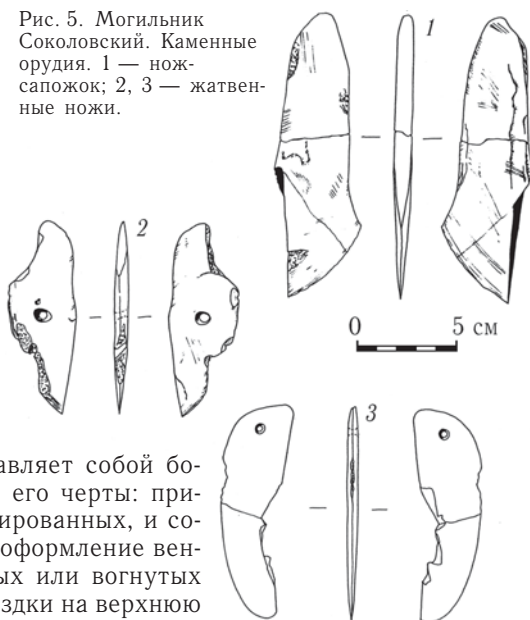 Рис. 5. Могильник
Соколовский. Каменные
орудия. 1 — нож-
сапожок; 2, 3 — жатвен-
ные ножи.
1
2
0 5 см
3
авляет собой бо-
его черты: при-
ированных, и со-
оформление вен-
ых или вогнутых
здки на верхнюю